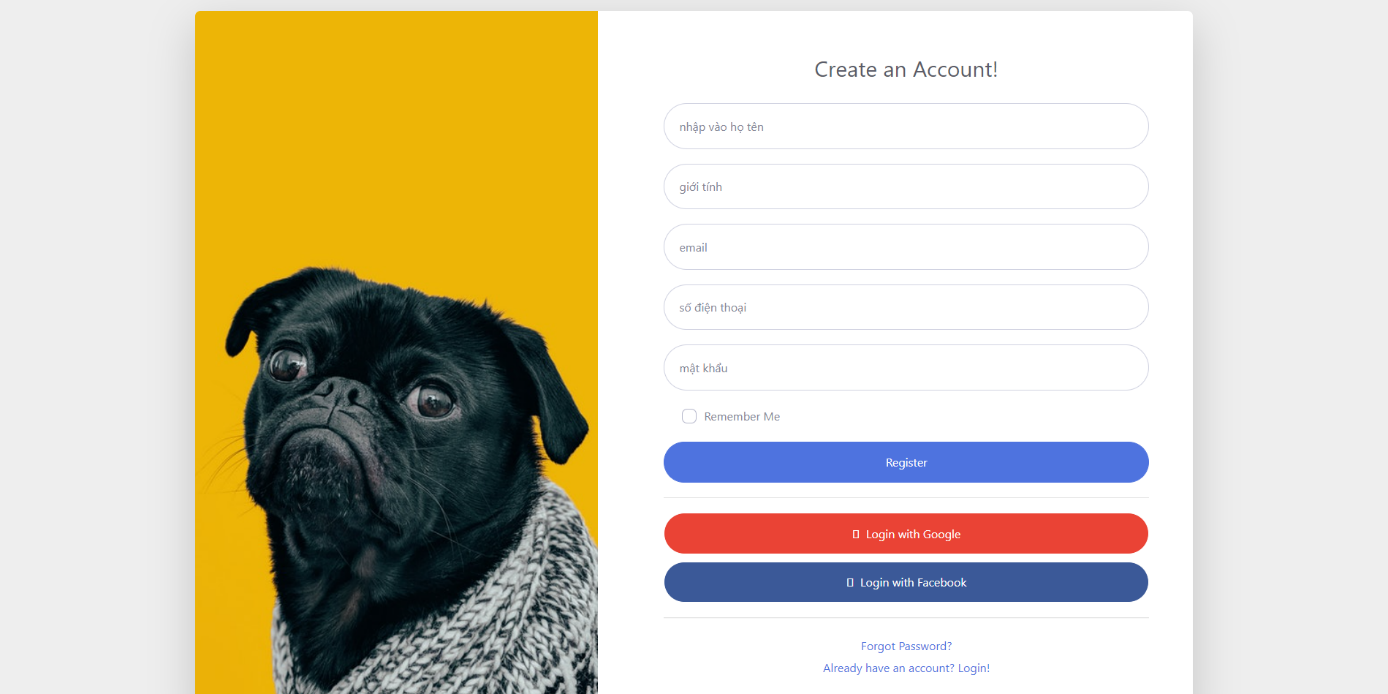 Create an Account!
nhập vào họ tên
giới tính
email
số điện thoại
mật khẩu
Remember Me
Register
Login with Google
Login with Facebook
Forgot Password?
Already have an account? Login!